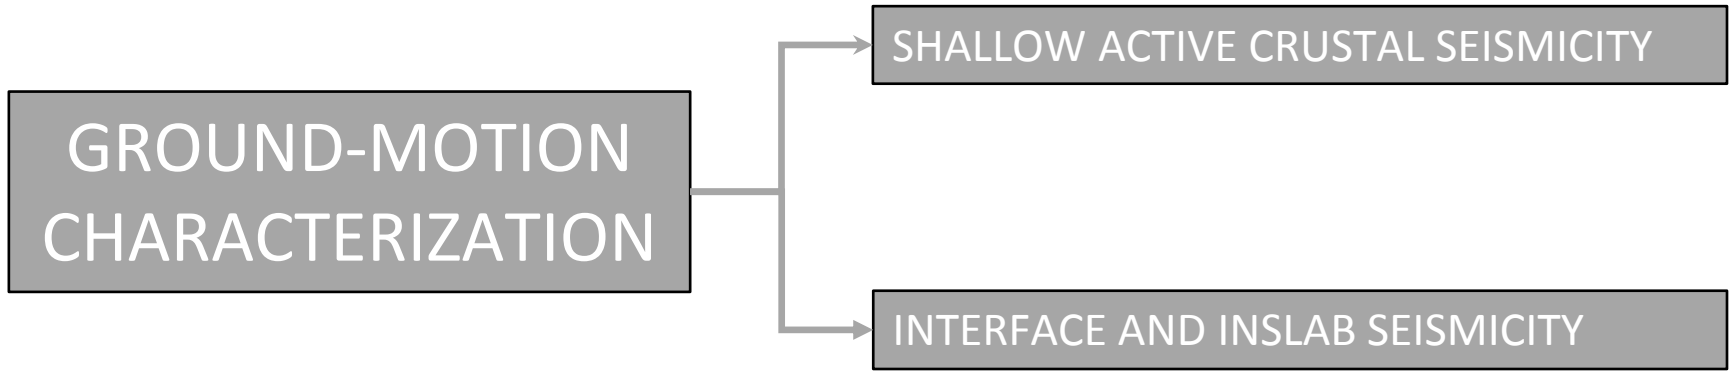 GROUND-MOTION
CHARACTERIZATION
SHALLOW ACTIVE CRUSTAL SEISMICITY
INTERFACE AND INSLAB SEISMICITY